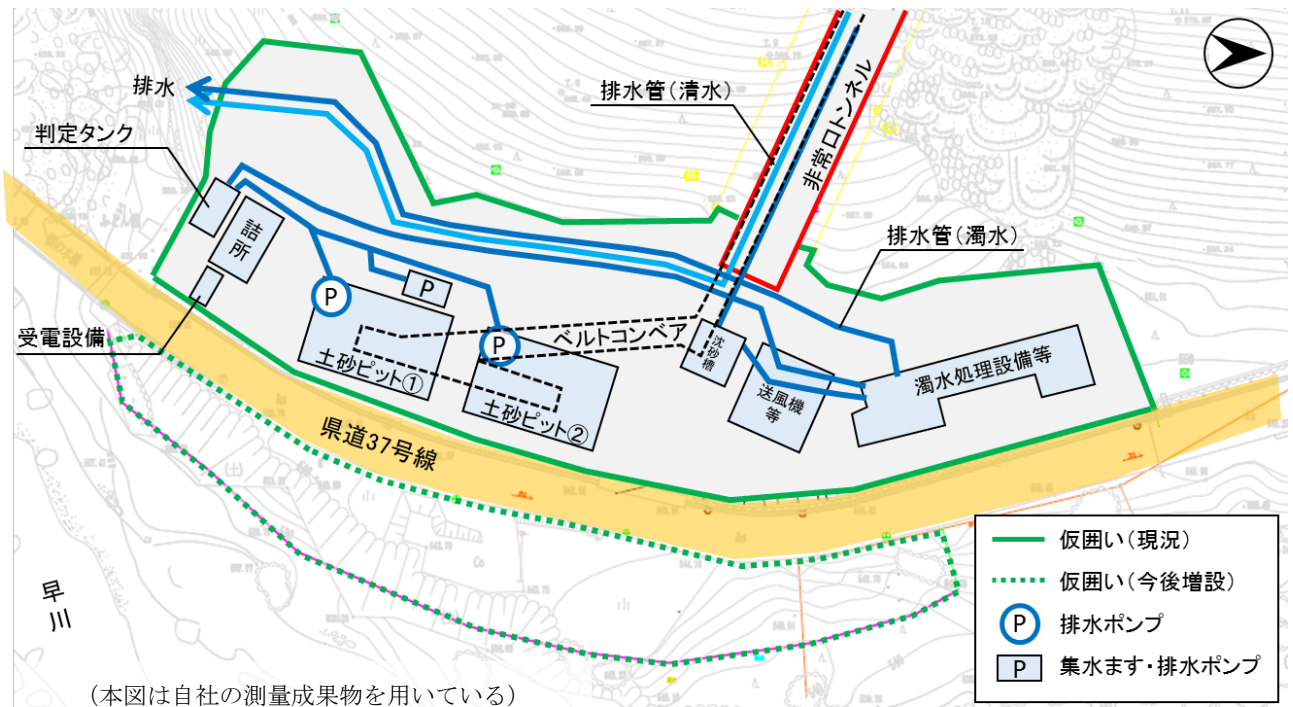 排水
判定タンク
詰所
受電設備
P
P
P
土砂ピット①
土砂ピット②
ベルトコンベア
排水管(清水)
非常口トンネル
排水管(濁水)
沈砂槽
送風機
等
濁水処理設備等
県道37号線
早川
仮囲い(現況)
仮囲い(今後増設)
P 排水ポンプ
P 集水ます・排水ポンプ
(本図は自社の測量成果物を用いている)